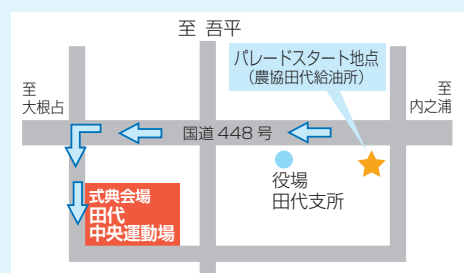 至 吾平
パレードスタート地点
（農協田代給油所）
至
大根占
至
内之浦
国道 448 号
役場
田代支所
式典会場
田代
中央運動場